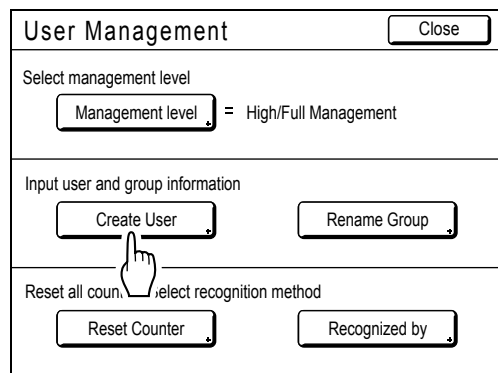 User Management Close
Select management level
Management level = High/Full Management
Input user and group information
Create User Rename Group
Reset all coun select recognition method
Reset Counter Recognized by